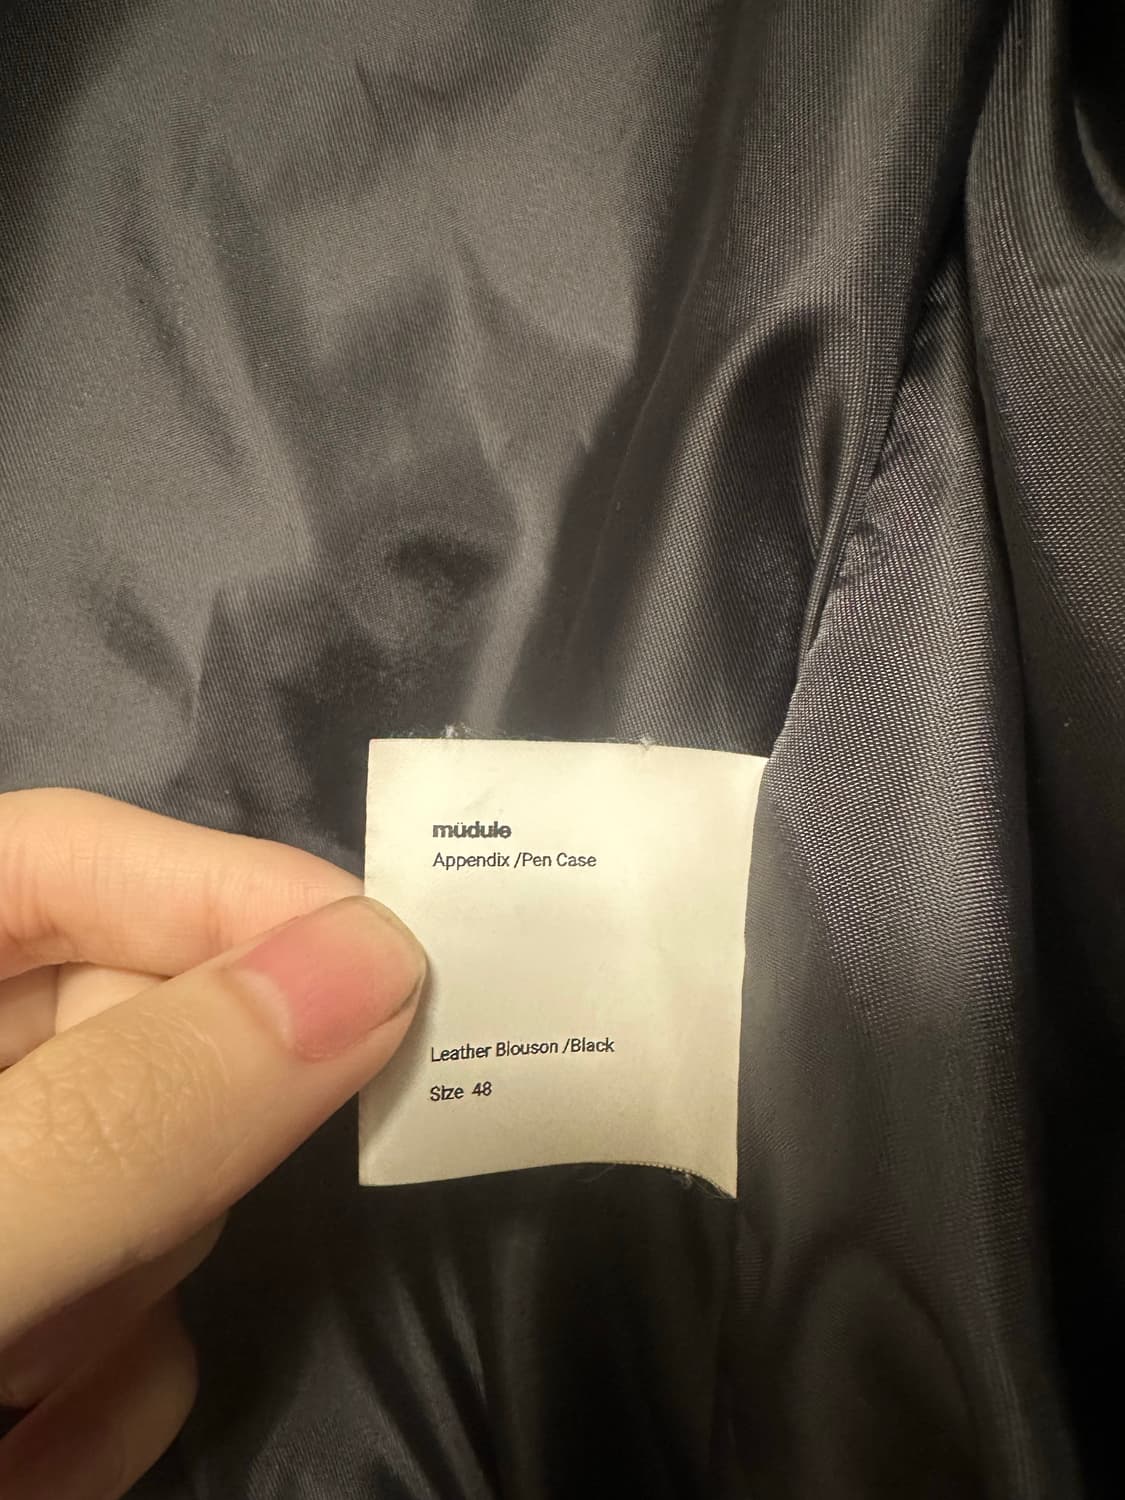 müdule
Appendix /Pen Case
Leather Blouson /Black
Size 48